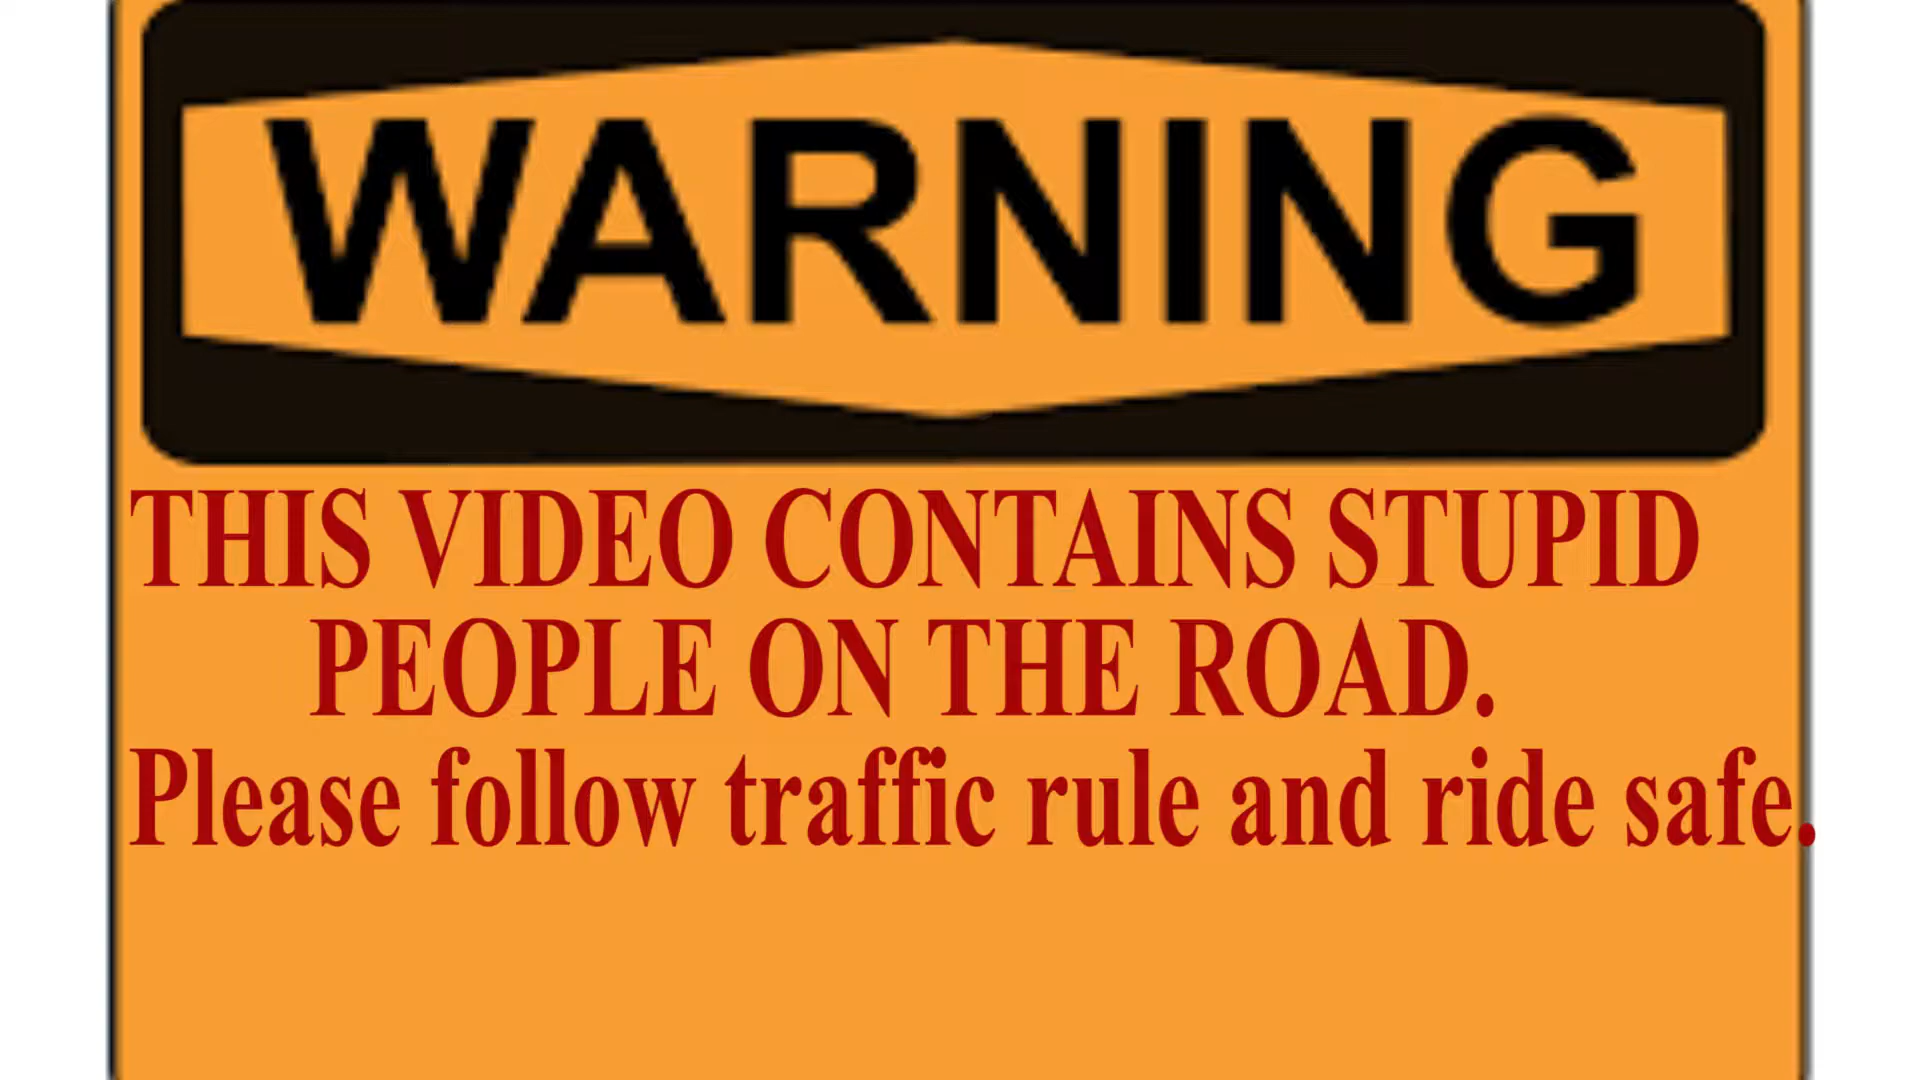 WARNING
THIS VIDEO CONTAINS STUPID
PEOPLE ON THE ROAD.
Please follow traffic rule and ride safe.